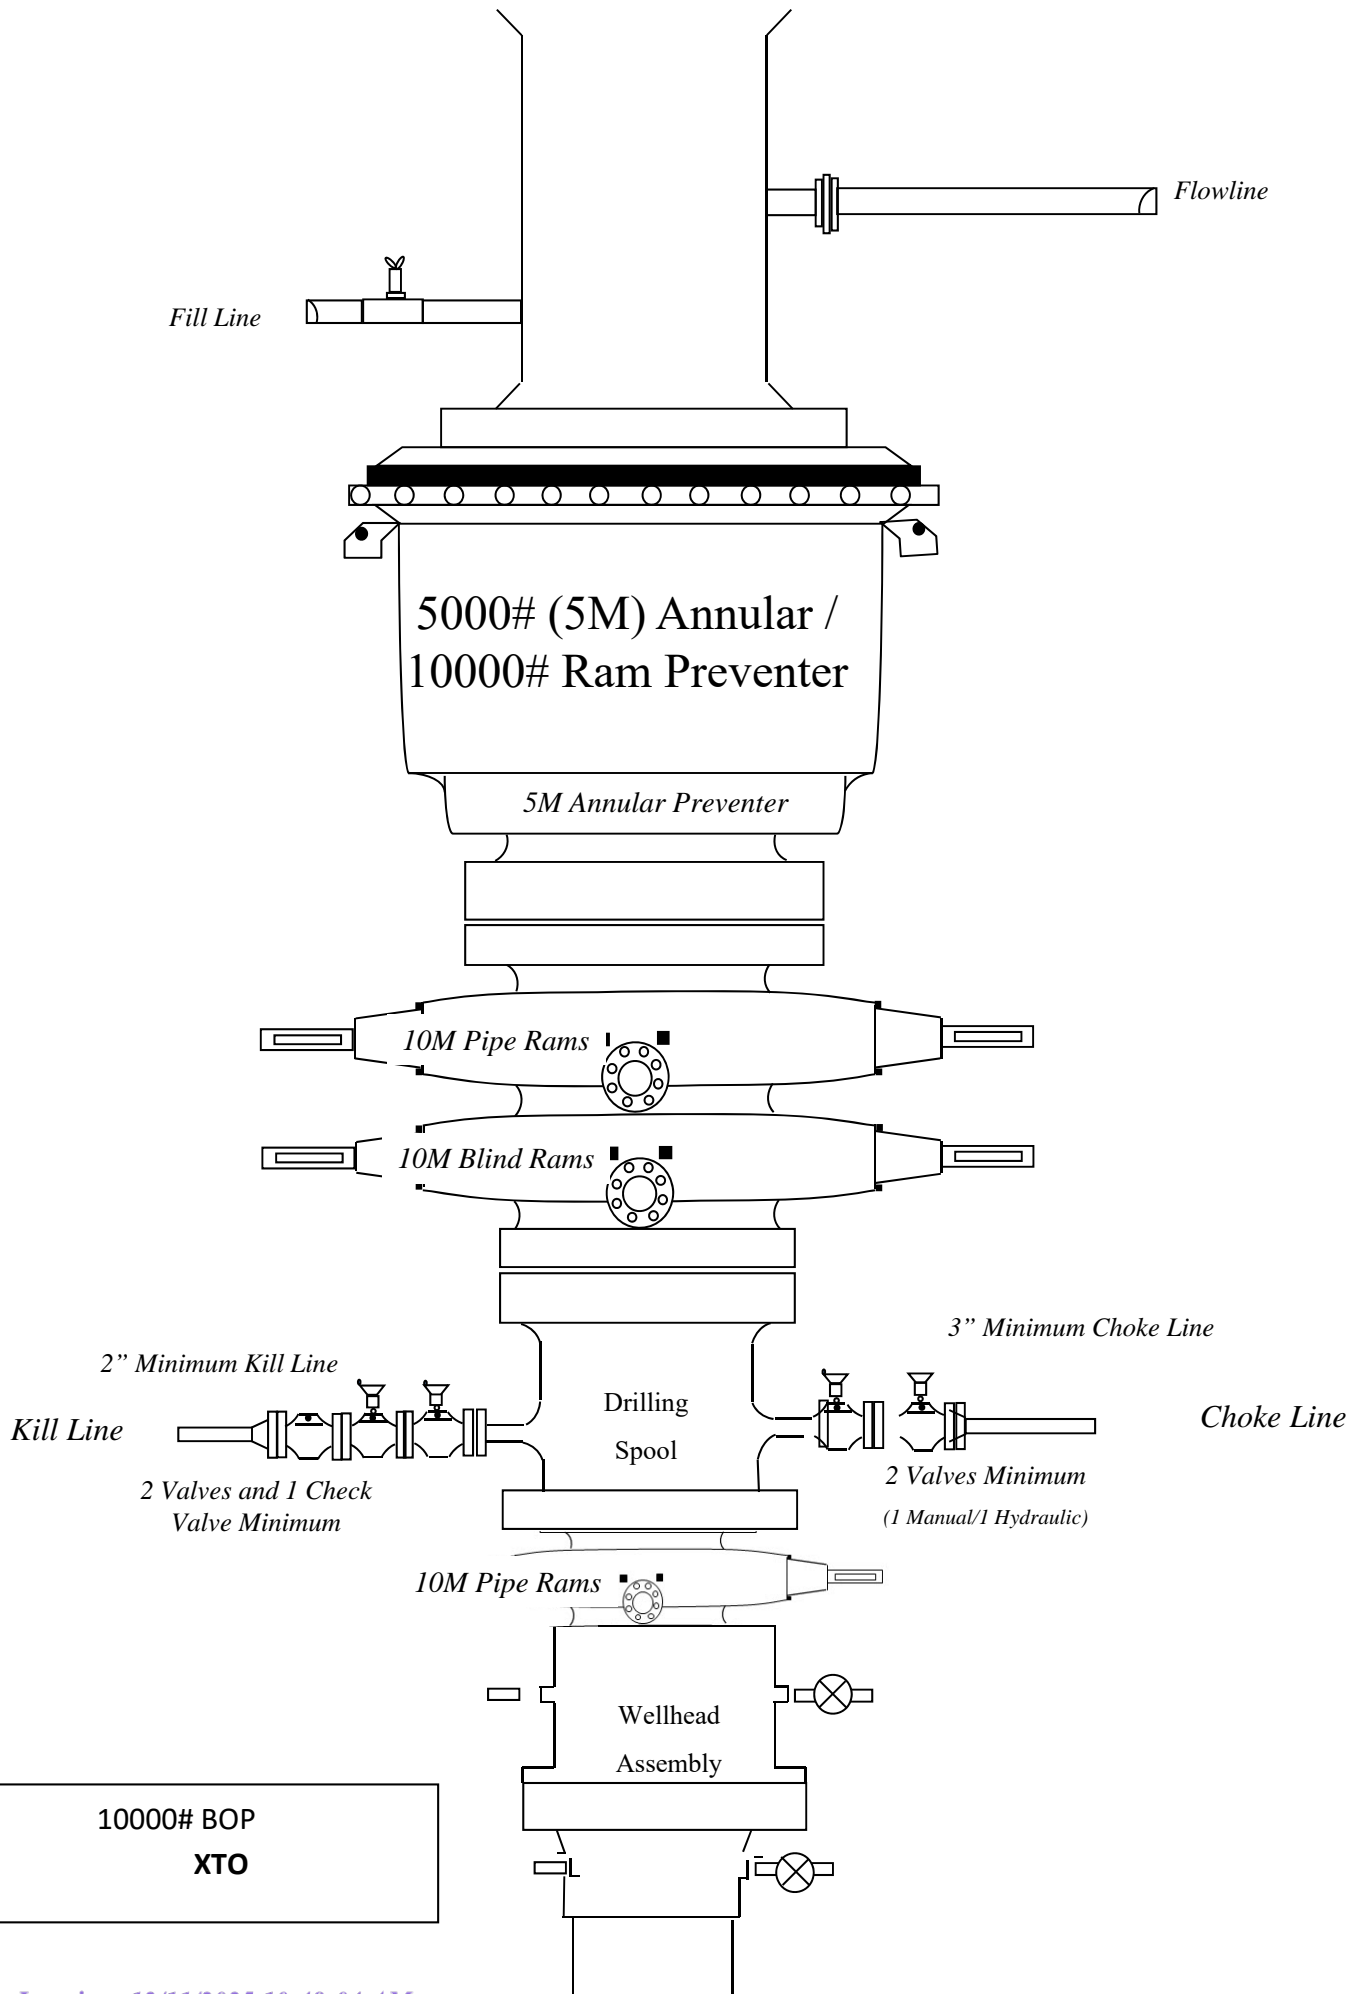 Flowline
Fill Line
5000# (5M) Annular /
10000# Ram Preventer
5M Annular Preventer
10M Pipe Rams
10M Blind Rams
3” Minimum Choke Line
2” Minimum Kill Line
Drilling
Spool
Kill Line
Choke Line
2 Valves and 1 Check
Valve Minimum
2 Valves Minimum
(1 Manual/1 Hydraulic)
10M Pipe Rams
Wellhead
Assembly
10000# BOP
XTO